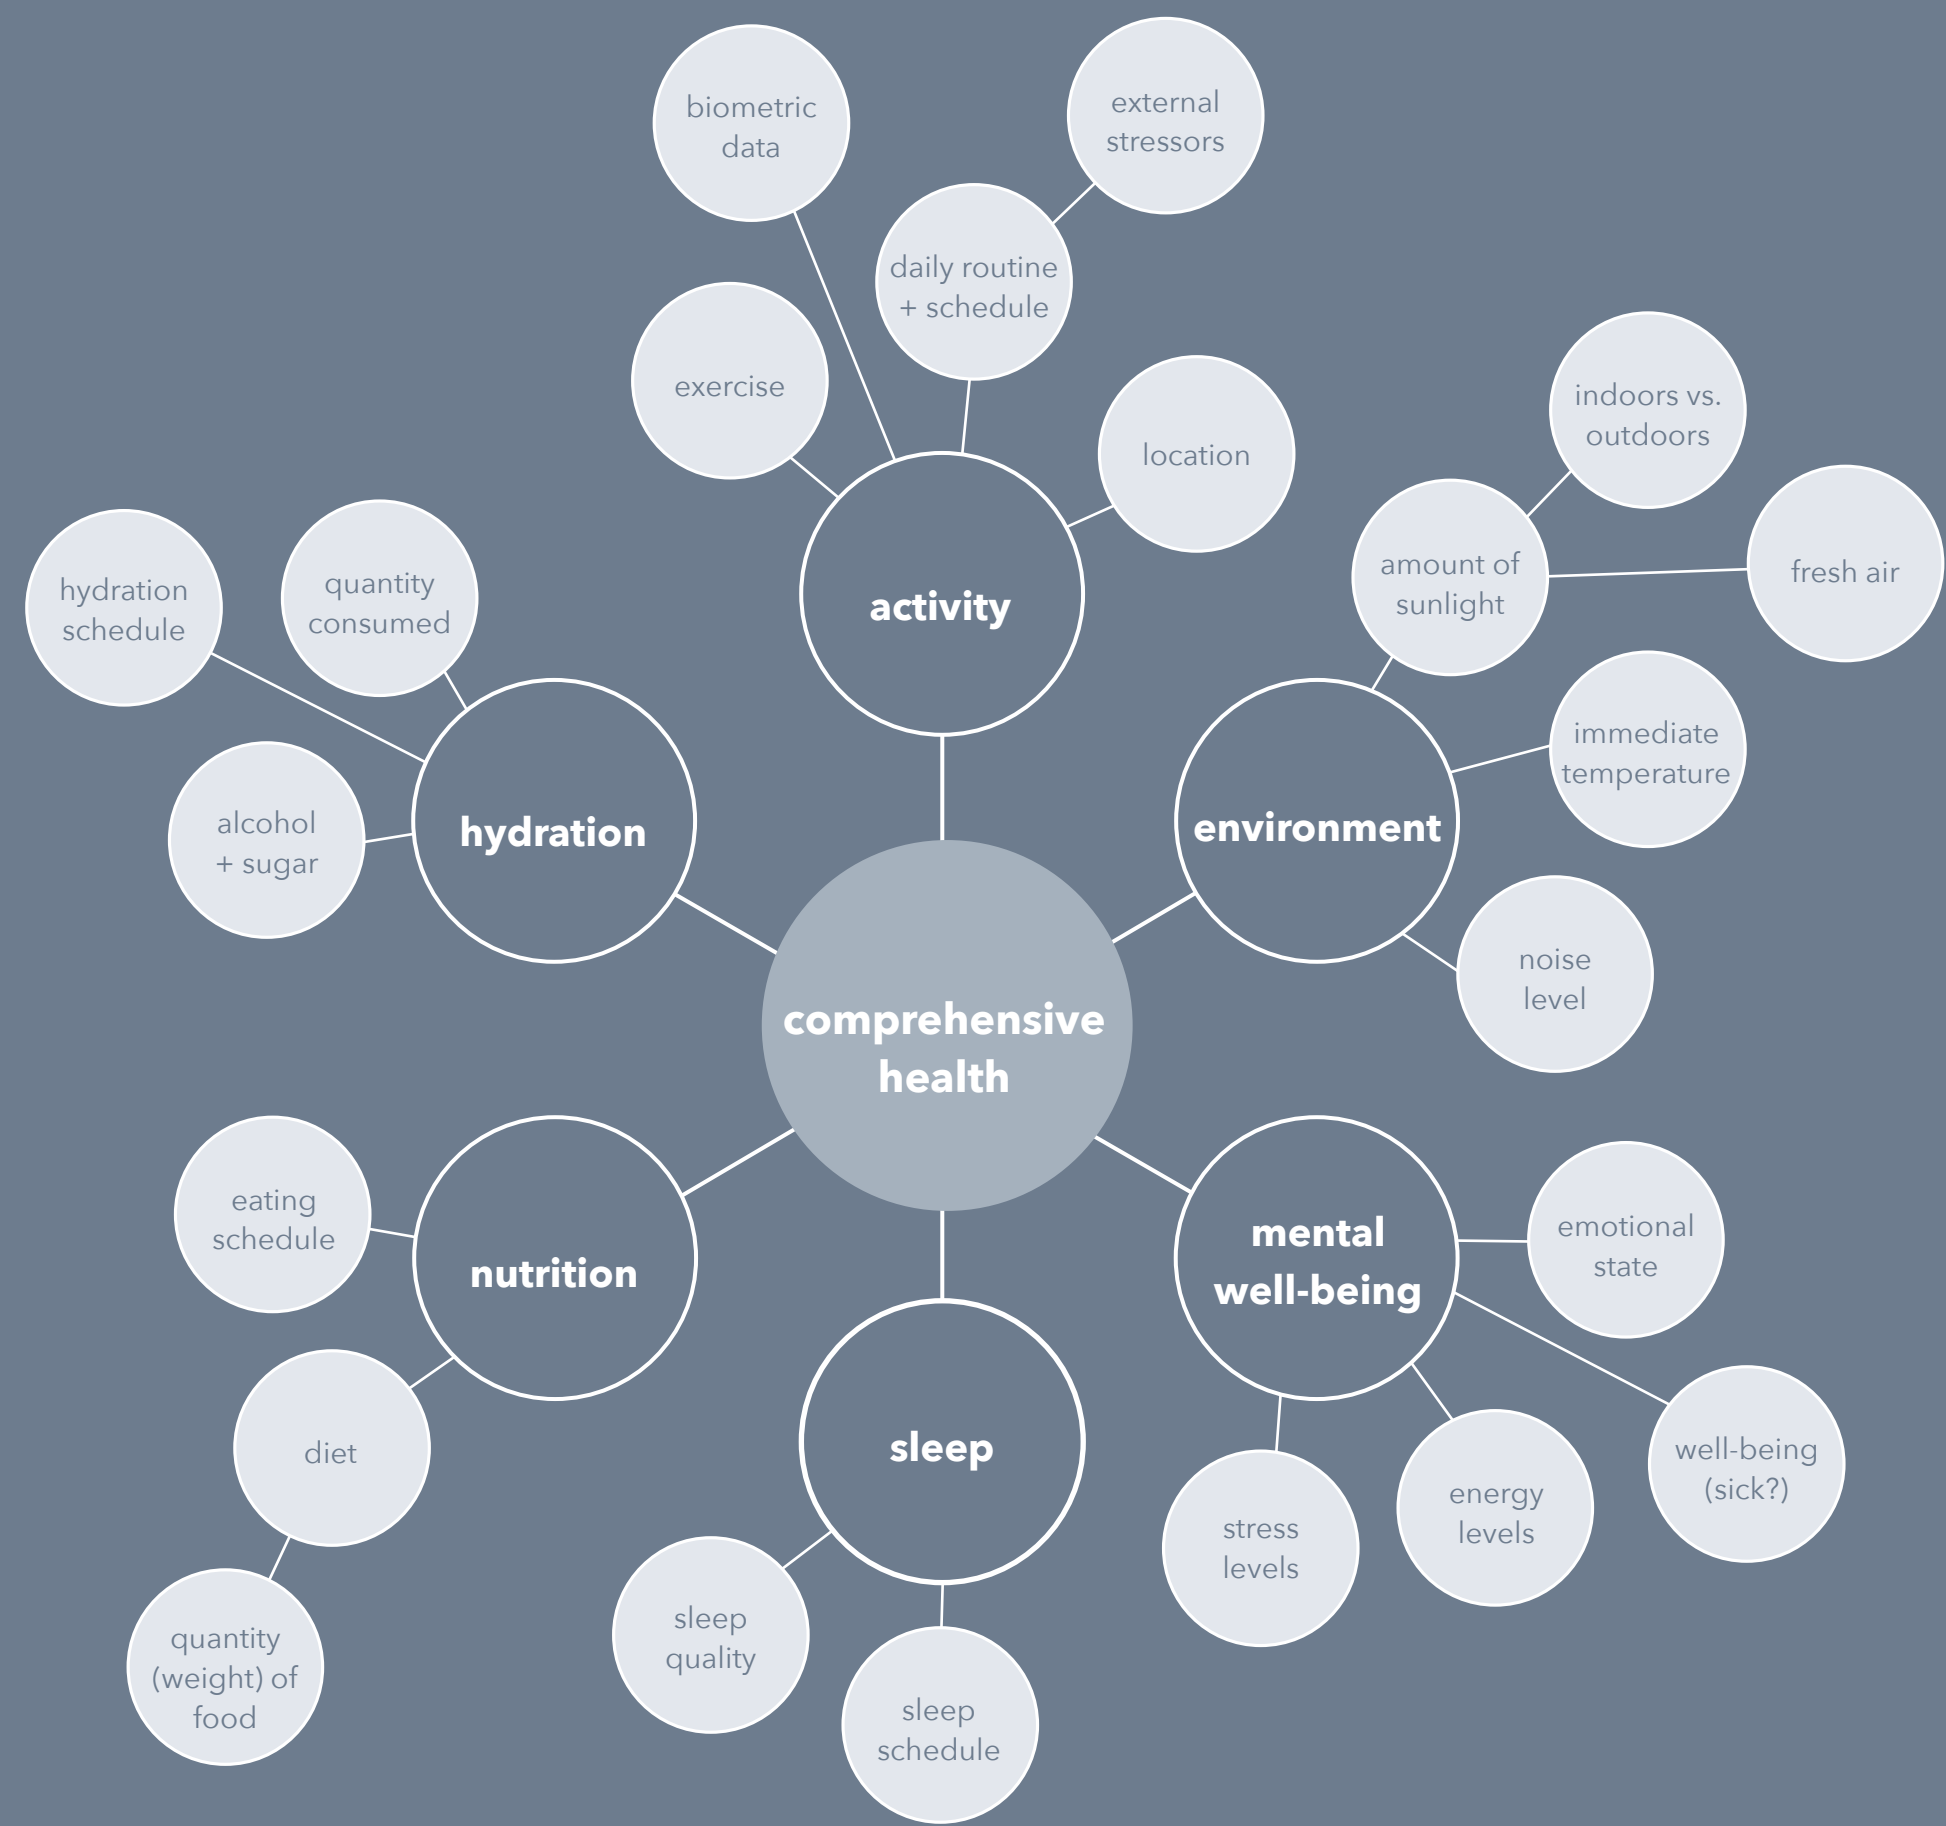 biometric
data
external
stressors
daily routine
+ schedule
exercise
location
indoors vs.
outdoors
amount of
sunlight
fresh air
hydration
schedule
quantity
consumed
activity
immediate
temperature
alcohol
+ sugar
hydration
environment
noise
level
comprehensive
health
eating
schedule
nutrition
mental
well-being
emotional
state
diet
sleep
well-being
(sick?)
energy
levels
stress
levels
quantity
(weight) of
food
sleep
quality
sleep
schedule